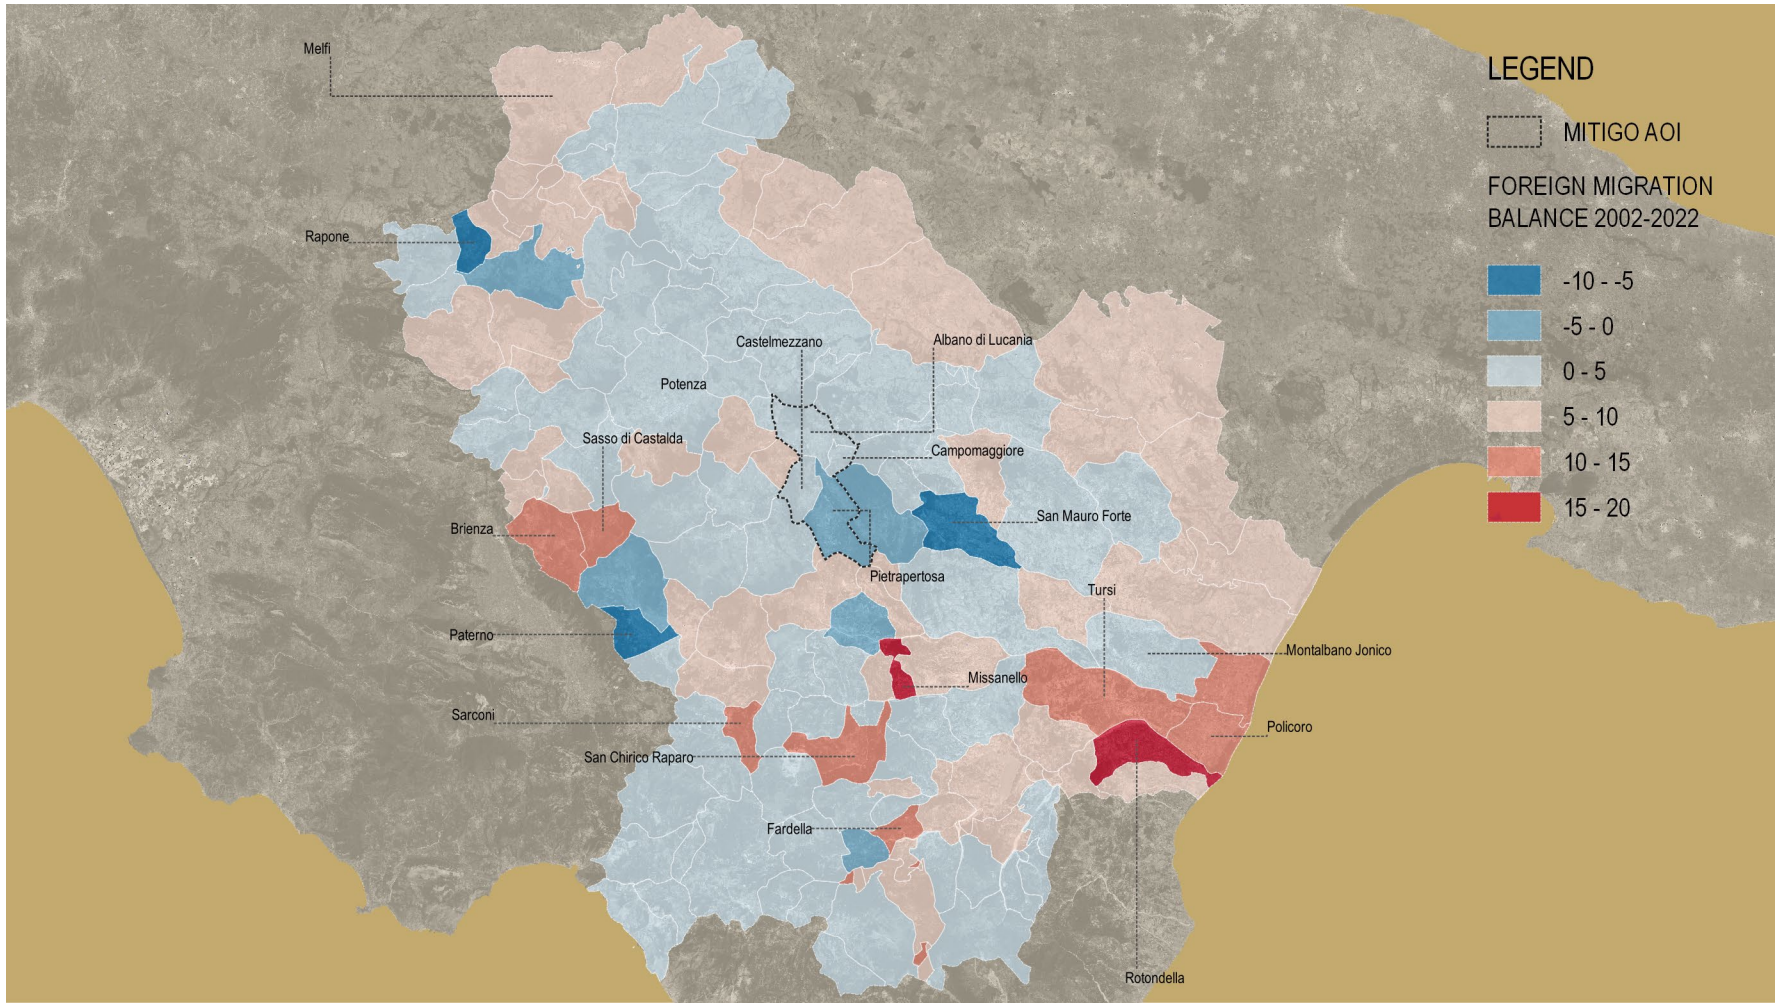 Melfi
LEGEND
MITIGO AOI
FOREIGN MIGRATION
BALANCE 2002-2022
-10 - -5
-5 - 0
0 - 5
5 - 10
10 - 15
15 - 20
Rapone
Castelmezzano
Albano di Lucania
Potenza
Sasso di Castalda
Campomaggiore
Brienza
San Mauro Forte
Pietrapertosa
Tursi
Paterno
Montalbano Jonico
Missanello
Sarconi
Policoro
San Chirico Raparo
Fardella
Rotondella